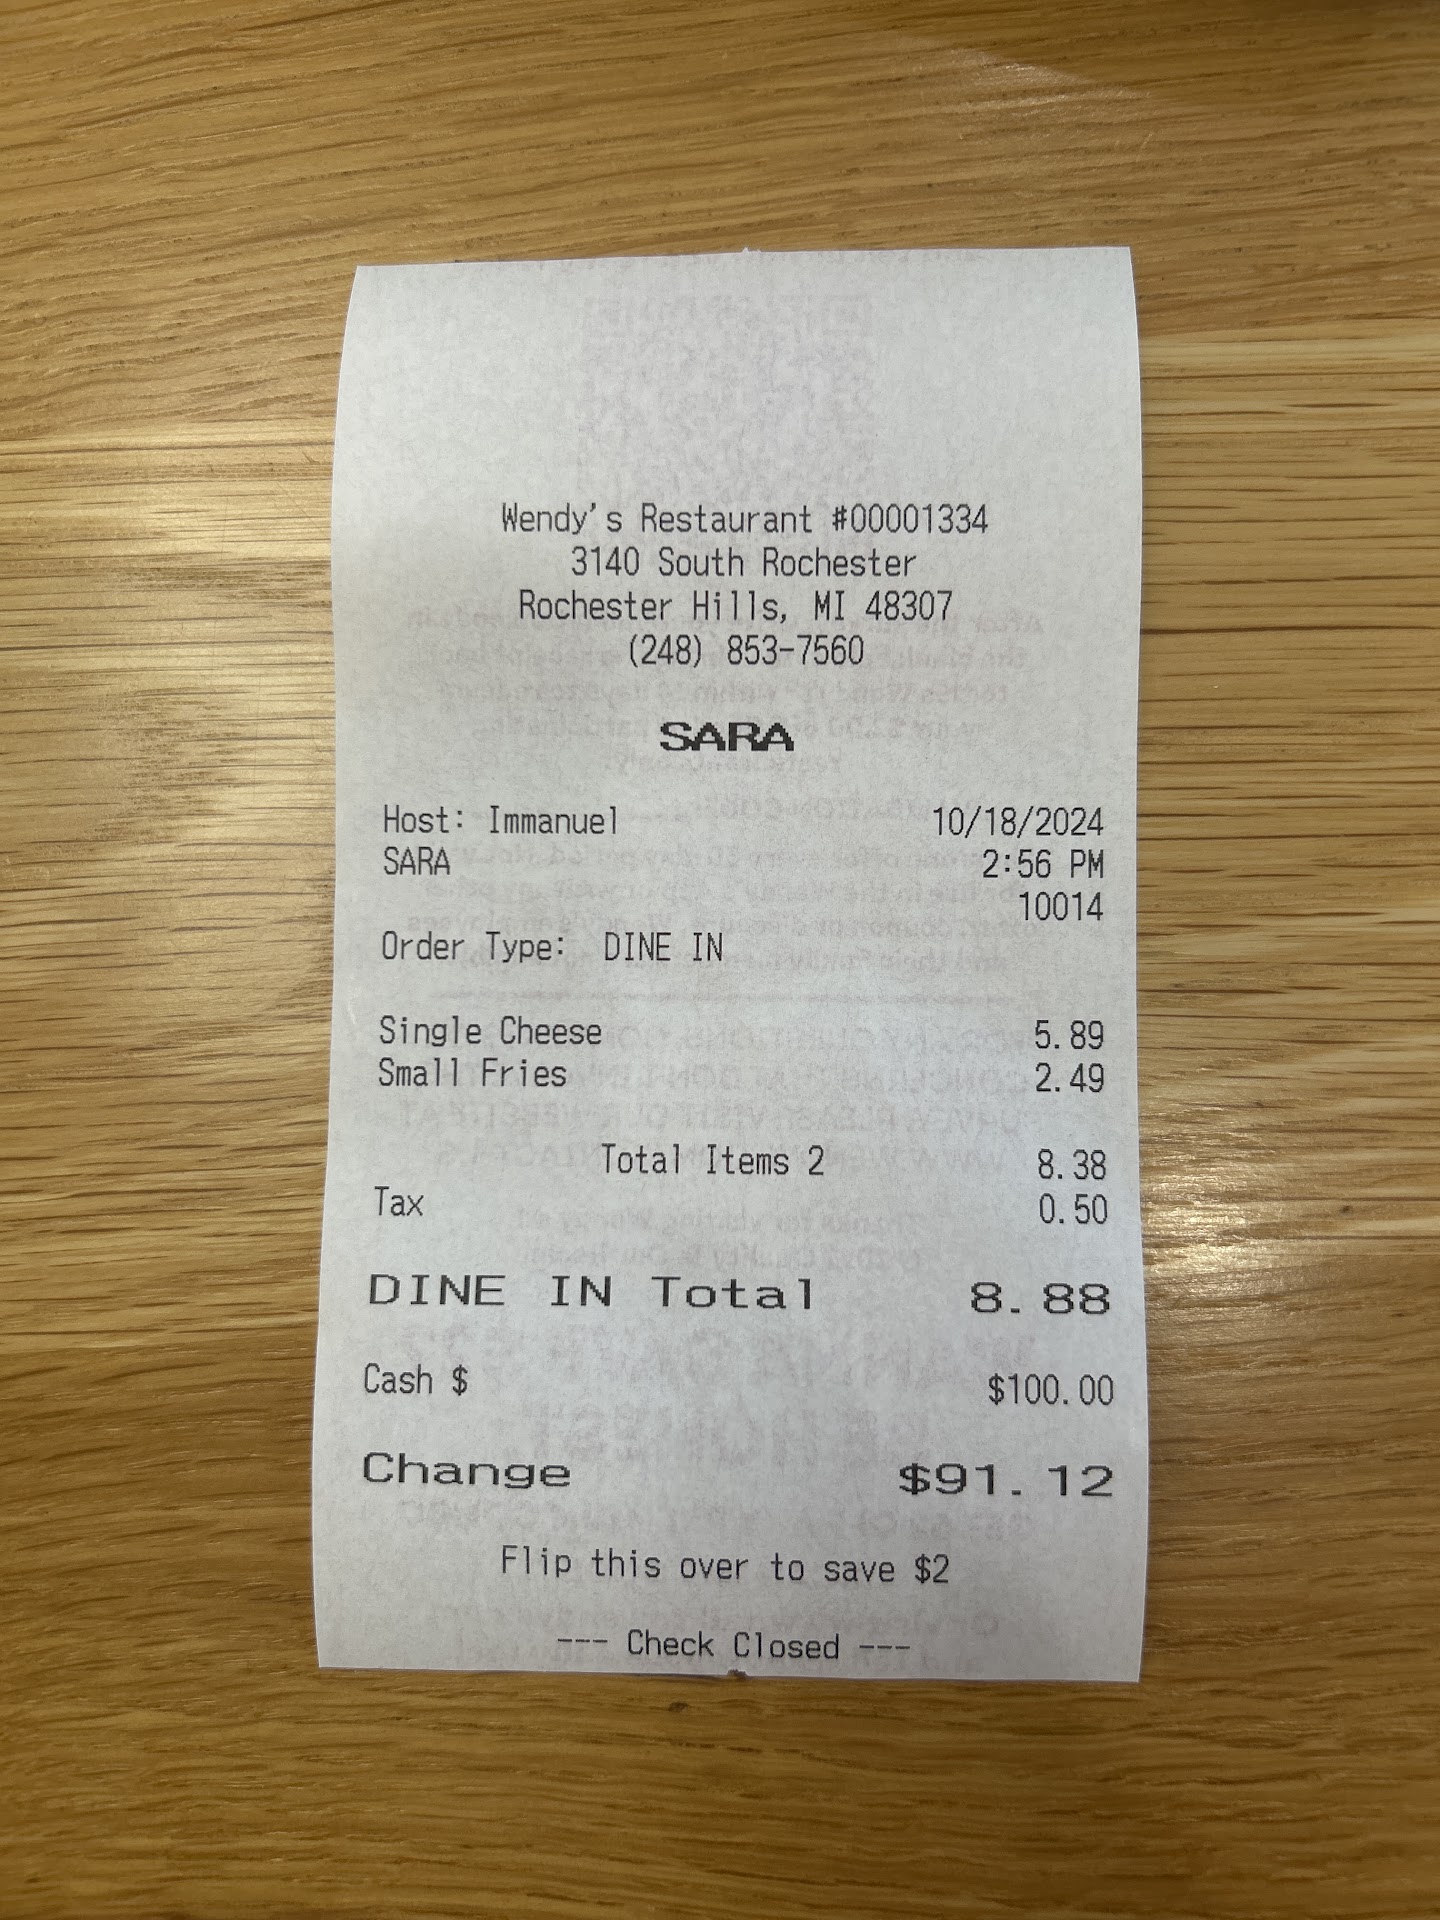 Wendy's Restaurant #00001334
3140 South Rochester
Rochester Hills, MI 48307
(248) 853-7560
SARA
Host: Immanuel 10/18/2024
SARA 2:56 PM
10014
Order Type: DINE IN
Single Cheese 5.89
Small Fries 2.49
Total Items 2 8.38
Tax 0.50
DINE IN Total 8.88
Cash $ $100.00
Change $91.12
Flip this over to save $2
--- Check Closed ---